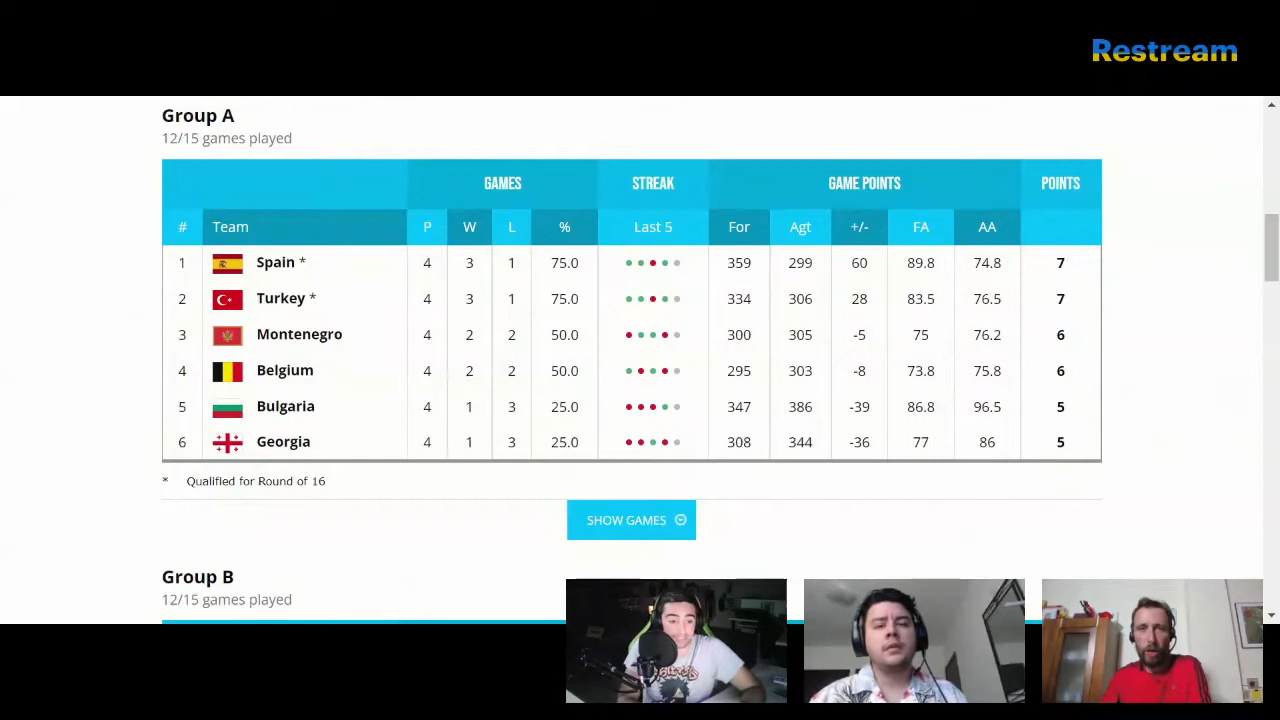 Restream
Group A
12/15 games played
GAMES STREAK GAME POINTS POINTS
# Team P W L % Last 5 For Agt +/- FA AA
1 Spain * 4 3 1 75.0 359 299 60 89.8 74.8 7
2 Turkey * 4 3 1 75.0 334 306 28 83.5 76.5 7
3 Montenegro 4 2 2 50.0 300 305 -5 75 76.2 6
4 Belgium 4 2 2 50.0 295 303 -8 73.8 75.8 6
5 Bulgaria 4 1 3 25.0 347 386 -39 86.8 96.5 5
6 Georgia 4 1 3 25.0 308 344 -36 77 86 5
* Qualified for Round of 16
SHOW GAMES
Group B
12/15 games played